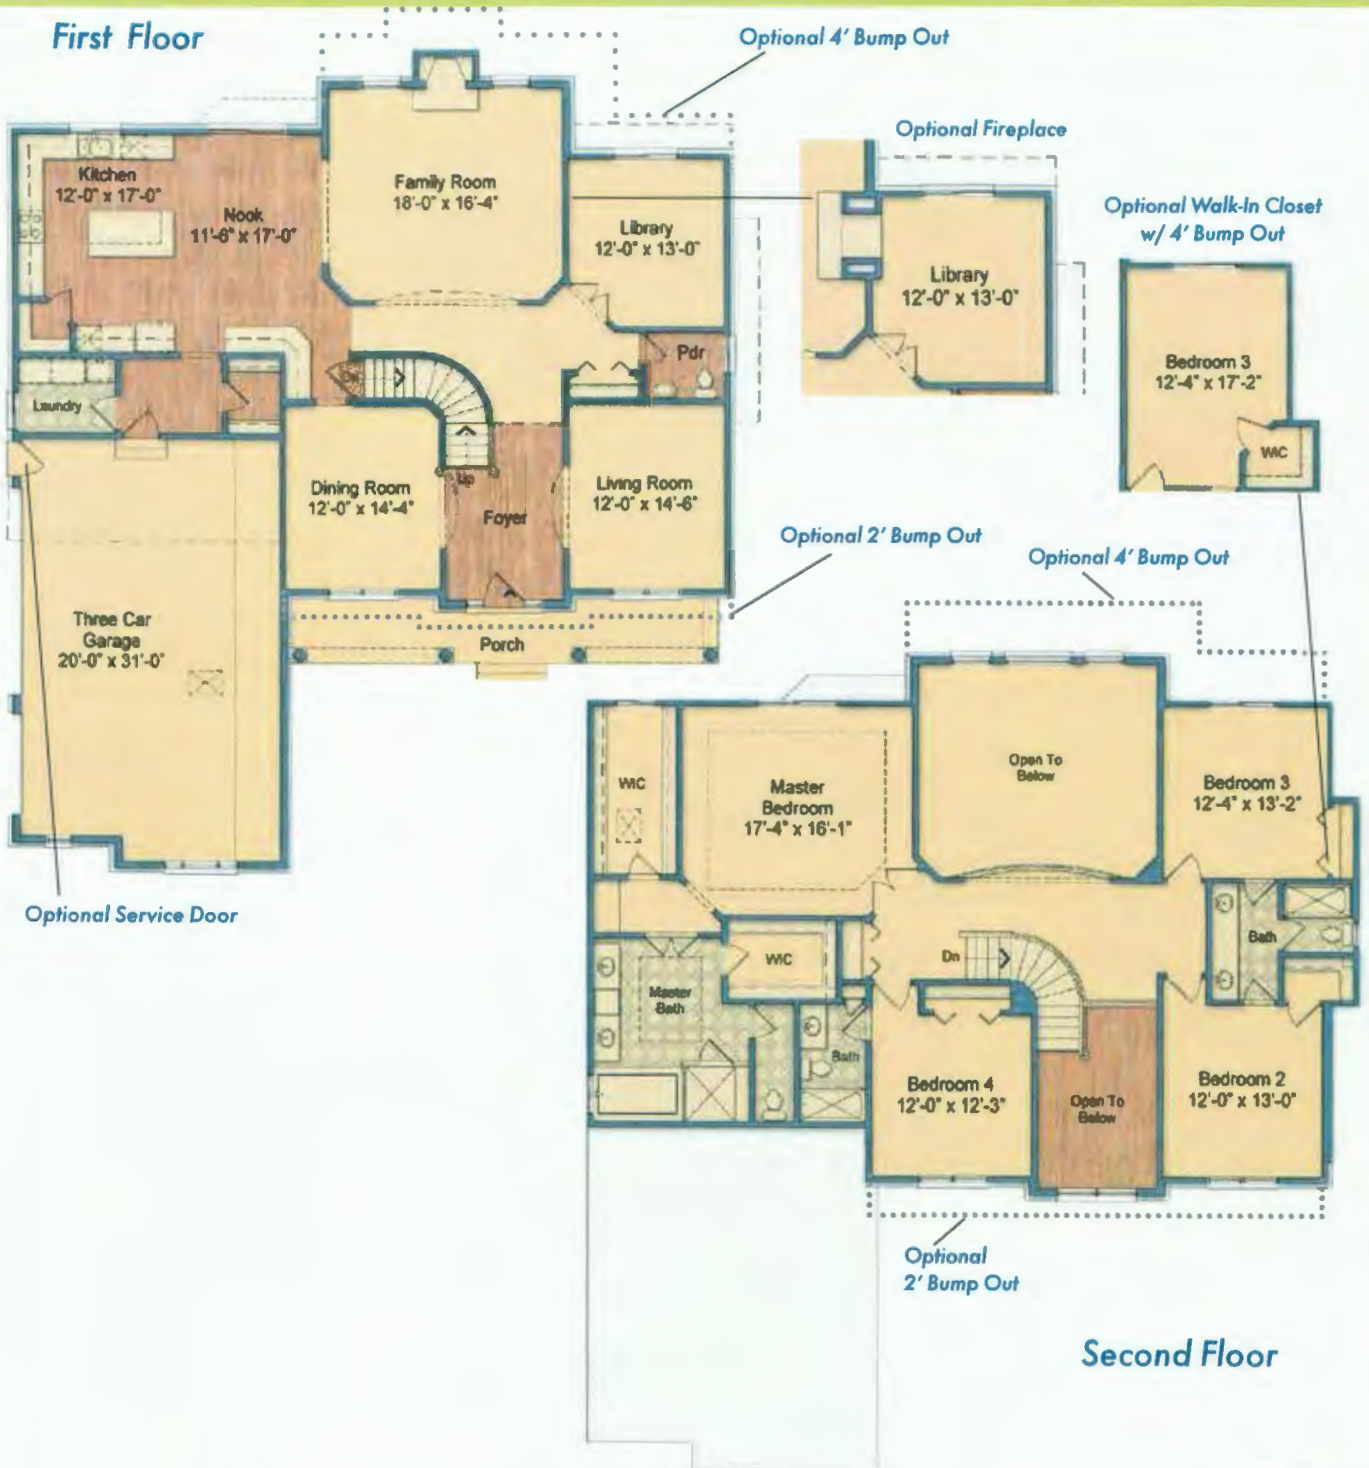 First Floor
Optional 4' Bump Out
Optional Fireplace
Kitchen
12'-0" x 17'-0"
Nook
11'-6" x 17'-0"
Family Room
18'-0" x 16'-4"
Library
12'-0" x 13'-0"
Library
12'-0" x 13'-0"
Optional Walk-In Closet
w/ 4' Bump Out
Bedroom 3
12'-4" x 17'-2"
WIC
Pdr
Laundry
Dn
Up
Dining Room
12'-0" x 14'-4"
Foyer
Living Room
12'-0" x 14'-6"
Optional 2' Bump Out
Optional 4' Bump Out
Three Car
Garage
20'-0" x 31'-0"
Porch
Optional Service Door
WIC
Master
Bedroom
17'-4" x 16'-1"
Open To
Below
Bedroom 3
12'-4" x 13'-2"
Bath
WIC
Dn
Master
Bath
Bath
Bedroom 4
12'-0" x 12'-3"
Open To
Below
Bedroom 2
12'-0" x 13'-0"
Optional
2' Bump Out
Second Floor